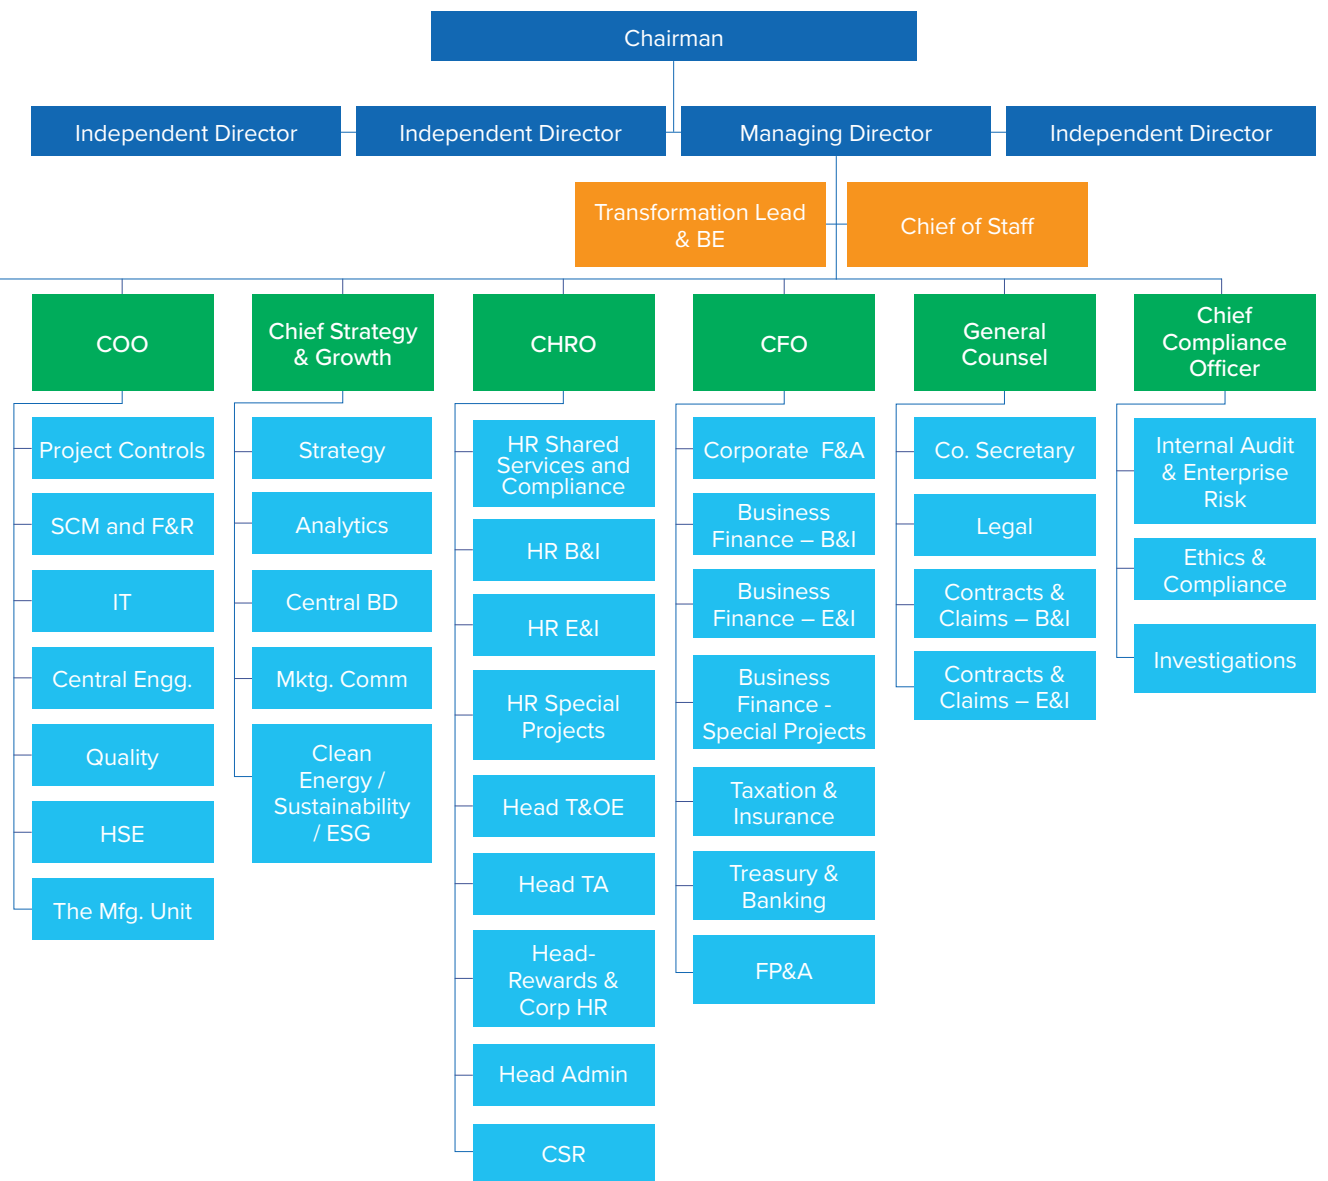 Chairman
Independent Director
Independent Director
Managing Director
Independent Director
Transformation Lead
& BE
Chief of Staff
COO
Project Controls
SCM and F&R
IT
Central Engg.
Quality
HSE
The Mfg. Unit
Chief Strategy
& Growth
Strategy
Analytics
Central BD
Mktg. Comm
Clean
Energy /
Sustainability
/ ESG
CHRO
HR Shared
Services and
Compliance
HR B&I
HR E&I
HR Special
Projects
Head T&OE
Head TA
Head-
Rewards &
Corp HR
Head Admin
CSR
CFO
Corporate F&A
Business
Finance – B&I
Business
Finance – E&I
Business
Finance -
Special Projects
Taxation &
Insurance
Treasury &
Banking
FP&A
General
Counsel
Co. Secretary
Legal
Contracts &
Claims – B&I
Contracts &
Claims – E&I
Chief
Compliance
Officer
Internal Audit
& Enterprise
Risk
Ethics &
Compliance
Investigations